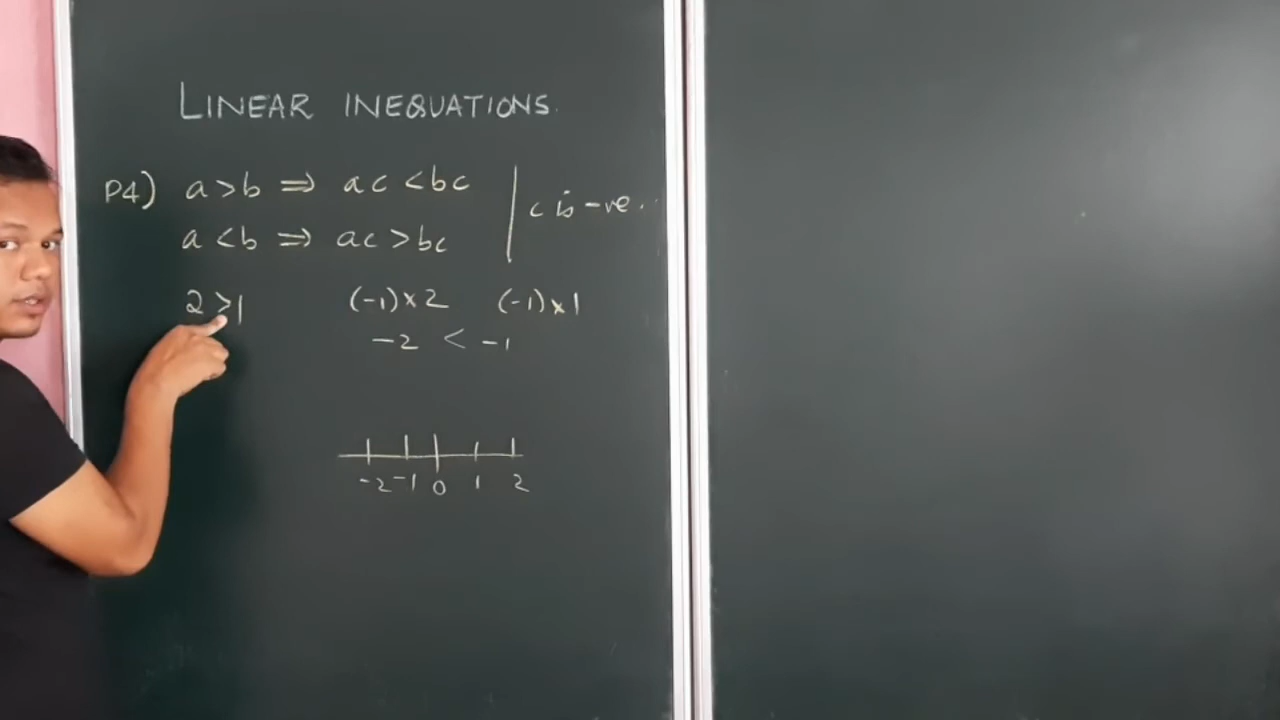 LINEAR INEQUATIONS.
P4) a > b ⇒ ac < bc
a < b ⇒ ac > bc
c is -ve.
2 > 1 (-1) × 2 (-1) × 1
-2 < -1
-2 -1 0 1 2